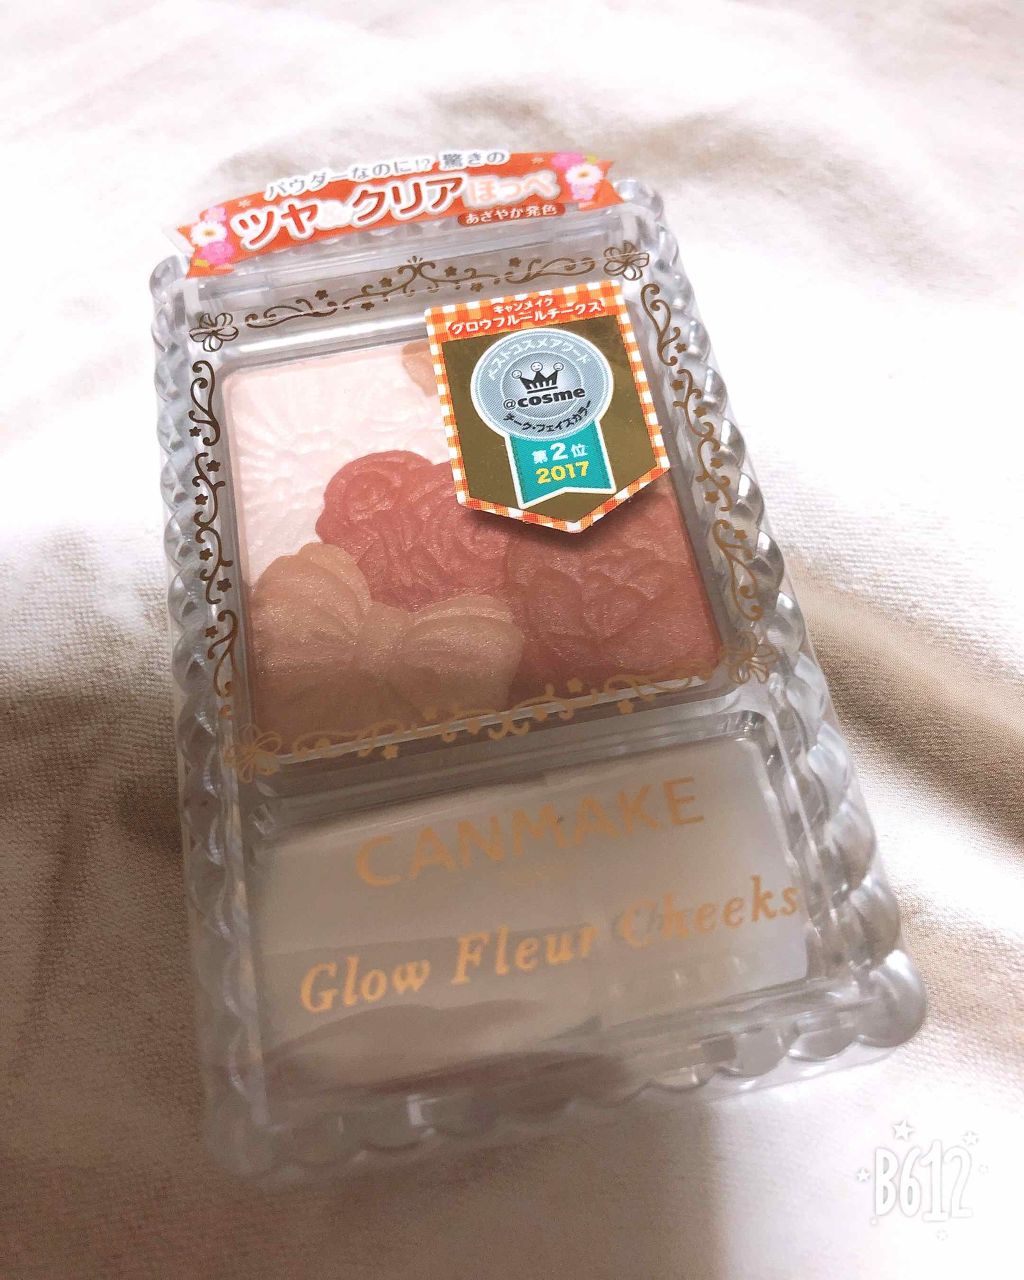 パウダーなのに!? 驚きの
ツヤ&クリアほっぺ
あざやか発色
キャンメイク
グロウフルールチークス
ベストコスメアワード
@cosme
チーク・フェイスカラー
第2位
2017
CANMAKE
Glow Fleur Cheeks
B612